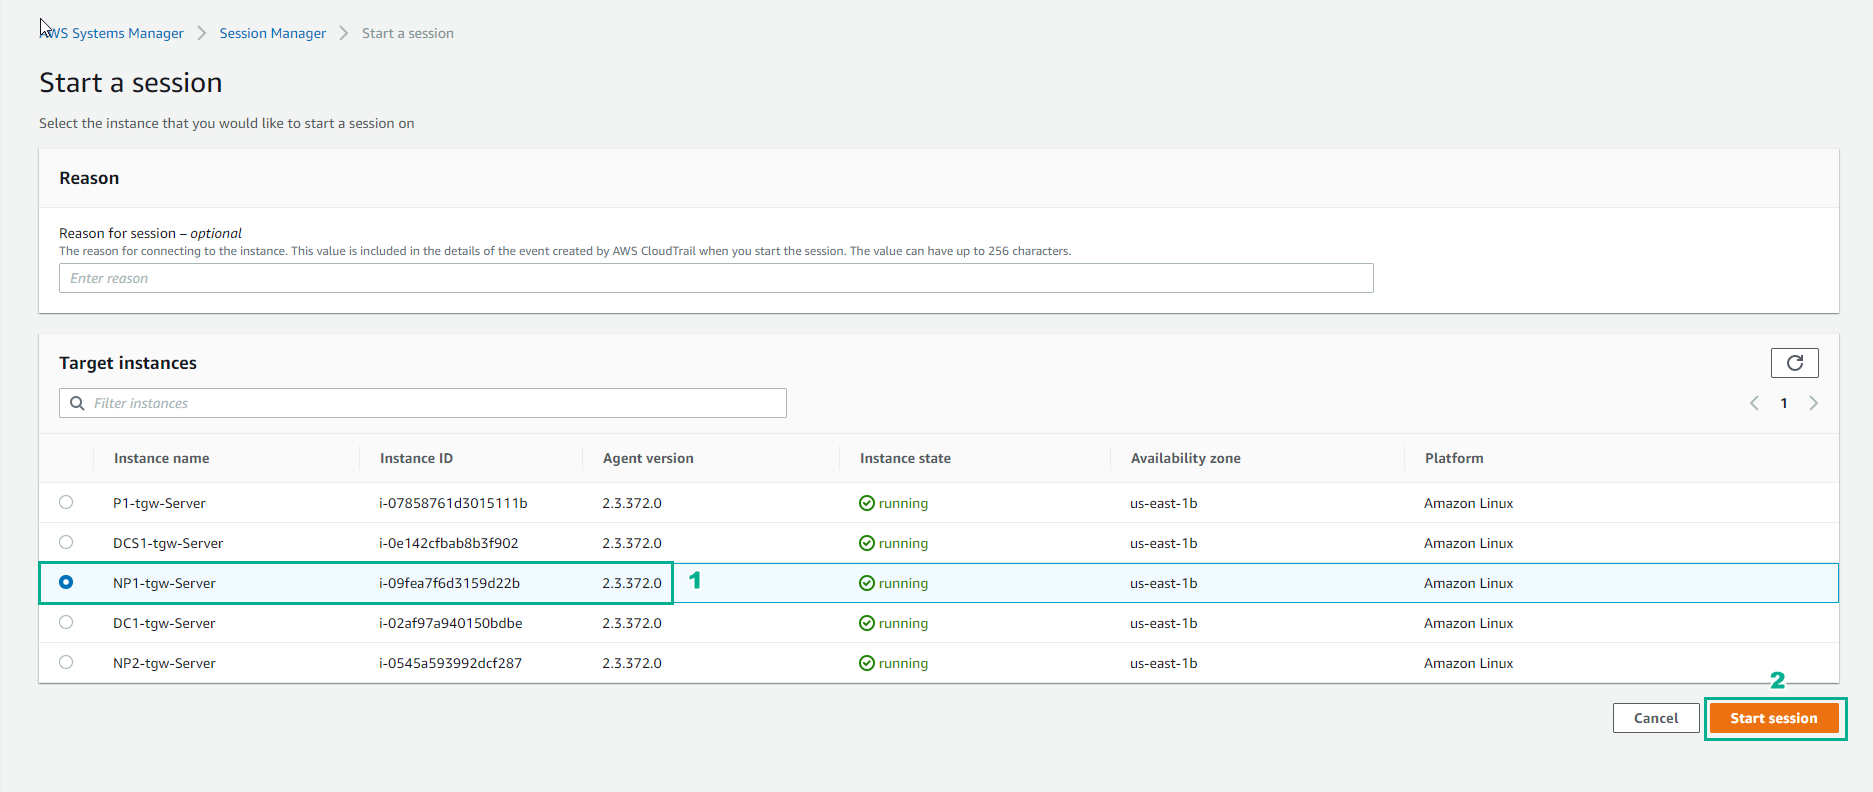 AWS Systems Manager > Session Manager > Start a session
Start a session
Select the instance that you would like to start a session on
Reason
Reason for session – optional
The reason for connecting to the instance. This value is included in the details of the event created by AWS CloudTrail when you start the session. The value can have up to 256 characters.
Enter reason
Target instances
Filter instances
1
Instance name Instance ID Agent version Instance state Availability zone Platform
P1-tgw-Server i-07858761d3015111b 2.3.372.0 running us-east-1b Amazon Linux
DCS1-tgw-Server i-0e142cfbab8b3f902 2.3.372.0 running us-east-1b Amazon Linux
NP1-tgw-Server i-09fea7f6d3159d22b 2.3.372.0 1 running us-east-1b Amazon Linux
DC1-tgw-Server i-02af97a940150bdbe 2.3.372.0 running us-east-1b Amazon Linux
NP2-tgw-Server i-0545a593992dcf287 2.3.372.0 running us-east-1b Amazon Linux
2
Cancel Start session